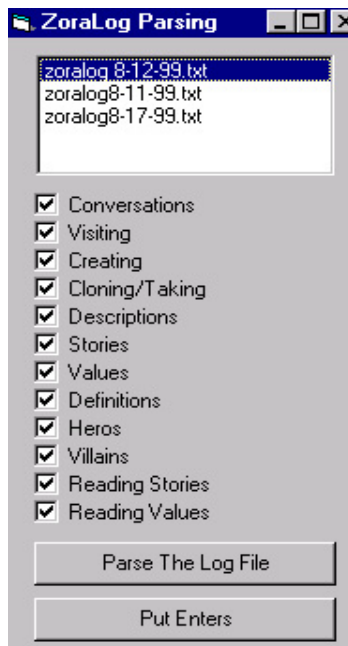 ZoraLog Parsing
zoralog 8-12-99.txt
zoralog8-11-99.txt
zoralog8-17-99.txt
Conversations
Visiting
Creating
Cloning/Taking
Descriptions
Stories
Values
Definitions
Heros
Villains
Reading Stories
Reading Values
Parse The Log File
Put Enters